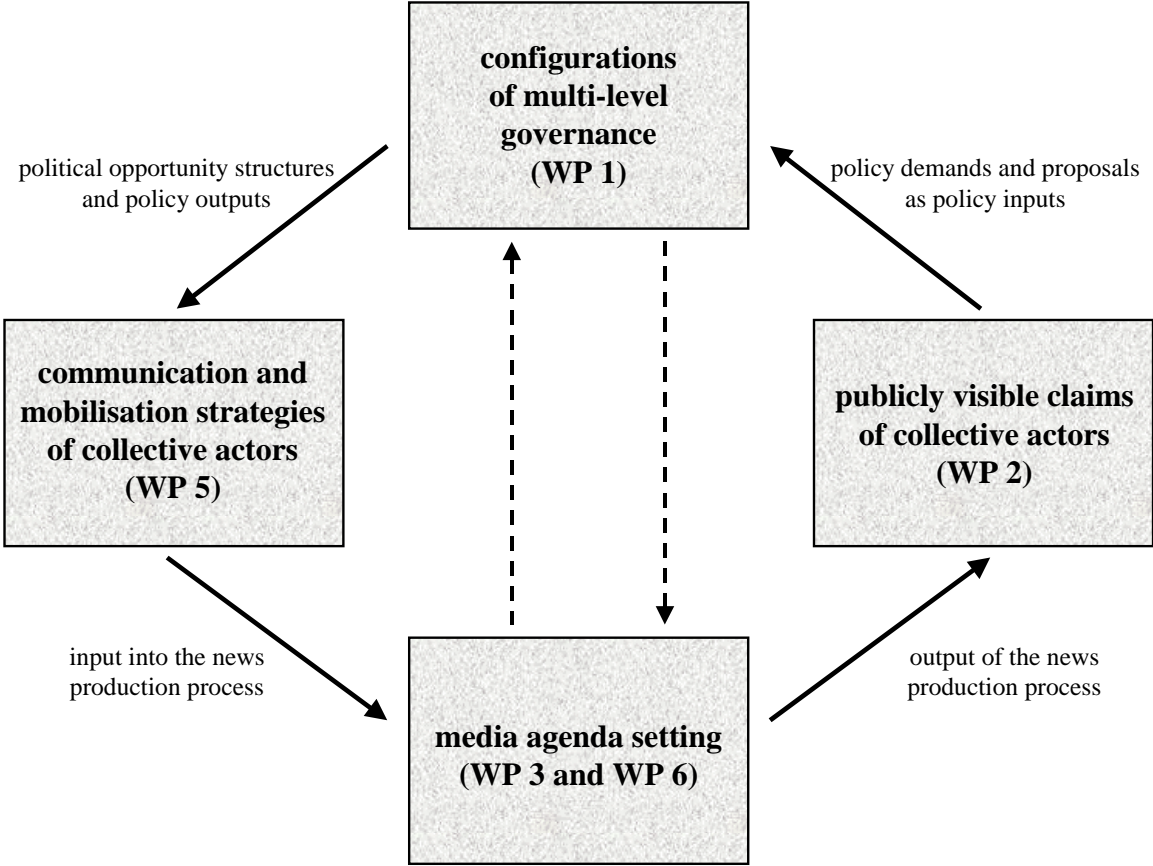 configurations
of multi-level
governance
(WP 1)
political opportunity structures
and policy outputs
policy demands and proposals
as policy inputs
communication and
mobilisation strategies
of collective actors
(WP 5)
publicly visible claims
of collective actors
(WP 2)
input into the news
production process
output of the news
production process
media agenda setting
(WP 3 and WP 6)